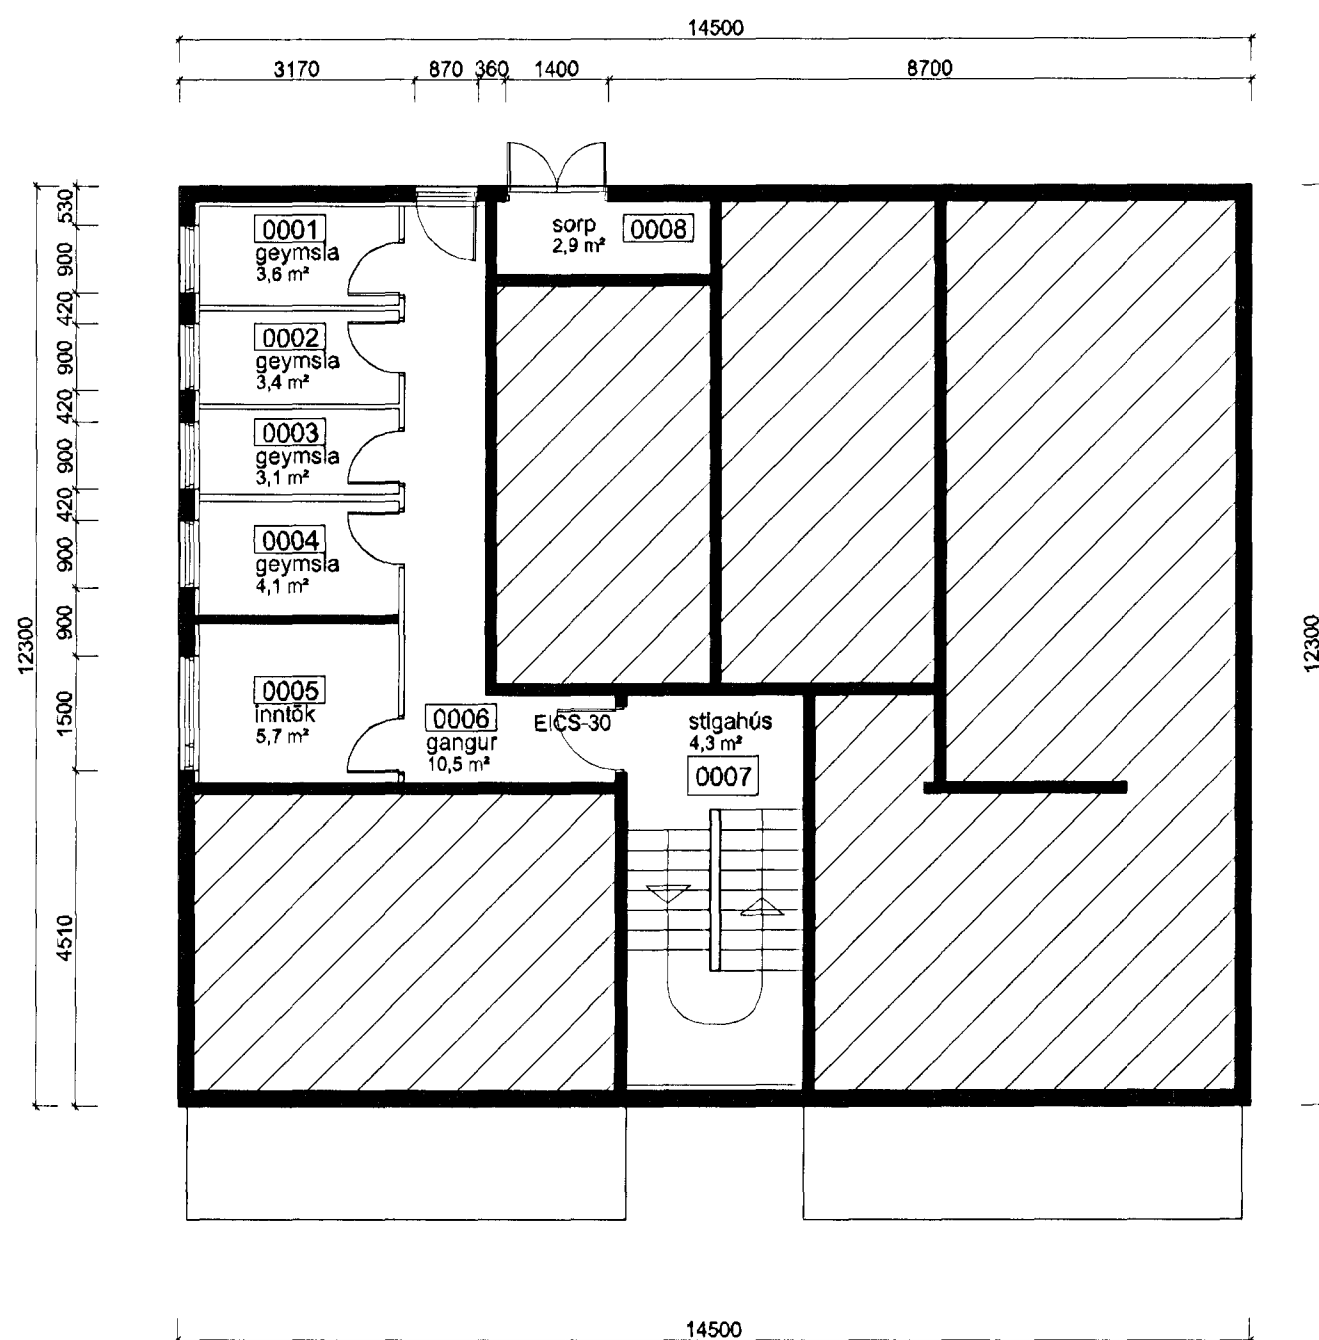 14500
3170 870 360 1400 8700
530
900
420
900
420
900
420
900
900
1500
4510
12300
12300
0001
geymsla
3,6 m²
0002
geymsla
3,4 m²
0003
geymsla
3,1 m²
0004
geymsla
4,1 m²
0005
inntök
5,7 m²
0006
gangur
10,5 m²
EICS-30
stigahús
4,3 m²
0007
sorp
2,9 m²
0008
14500